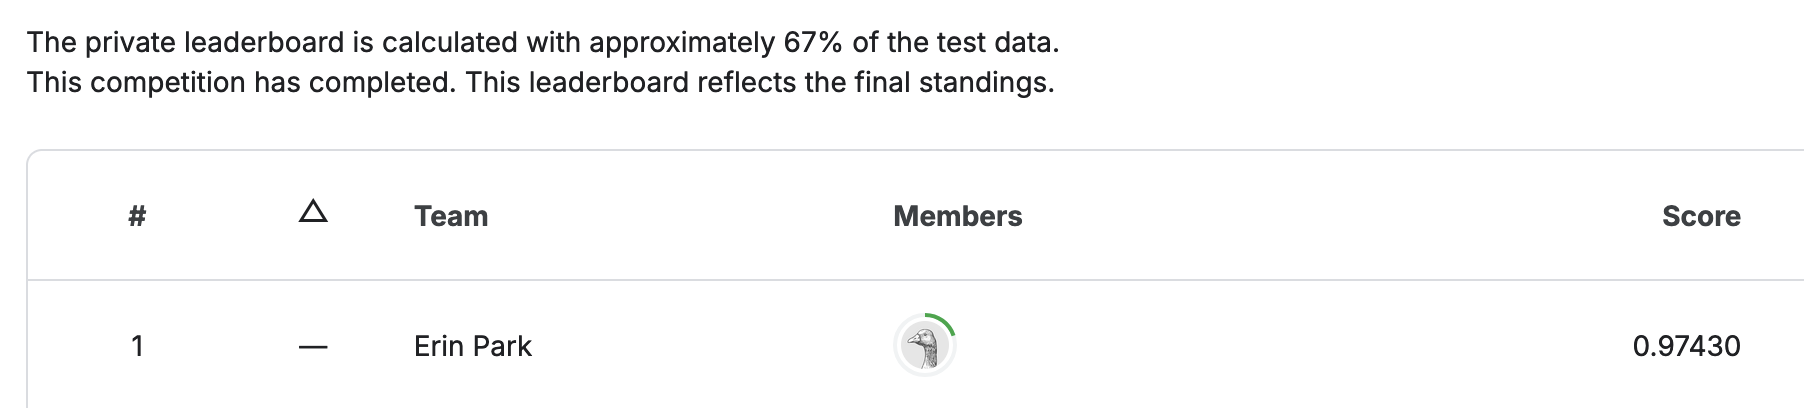 The private leaderboard is calculated with approximately 67% of the test data.
This competition has completed. This leaderboard reflects the final standings.
# △ Team Members Score
1 — Erin Park 0.97430